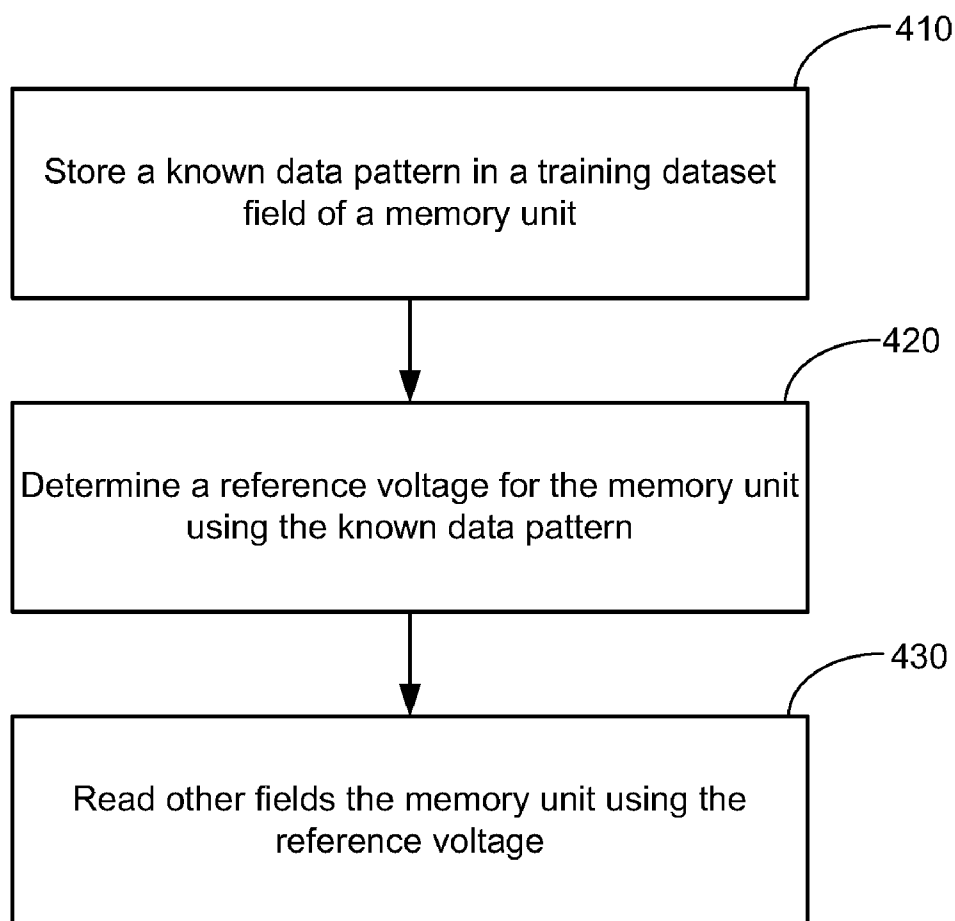 410
Store a known data pattern in a training dataset
field of a memory unit
420
Determine a reference voltage for the memory unit
using the known data pattern
430
Read other fields the memory unit using the
reference voltage